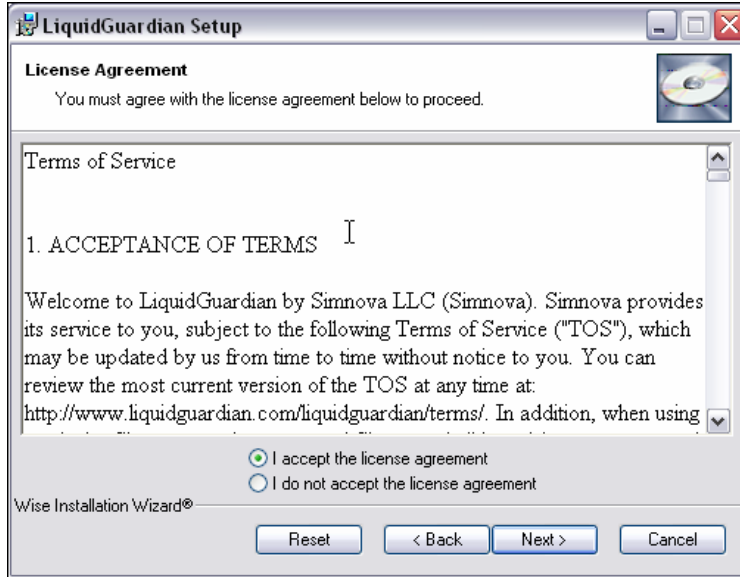 LiquidGuardian Setup
License Agreement
You must agree with the license agreement below to proceed.
Terms of Service
1. ACCEPTANCE OF TERMS
Welcome to LiquidGuardian by Simnova LLC (Simnova). Simnova provides
its service to you, subject to the following Terms of Service ("TOS"), which
may be updated by us from time to time without notice to you. You can
review the most current version of the TOS at any time at:
http://www.liquidguardian.com/liquidguardian/terms/. In addition, when using
I accept the license agreement
I do not accept the license agreement
Wise Installation Wizard®
Reset
< Back
Next >
Cancel